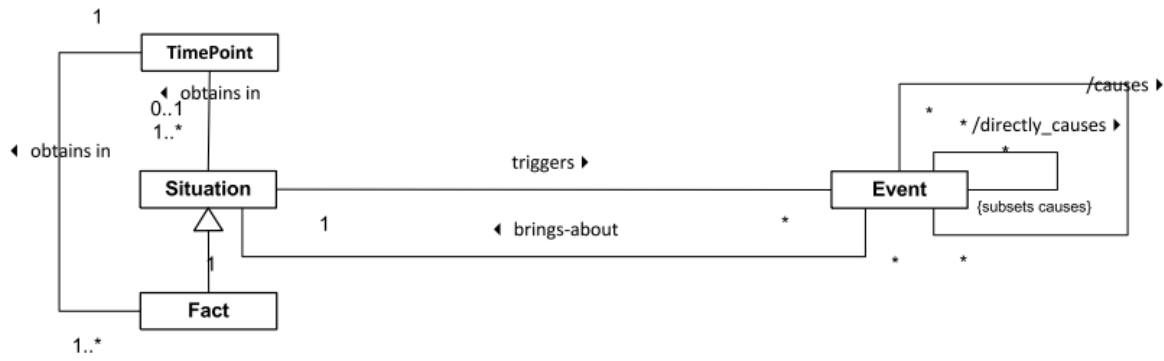 1
TimePoint
◄ obtains in
0..1
1..*
◄ obtains in
/causes ►
*
* /directly_causes ►
*
triggers ►
Situation
Event
{subsets causes}
1
*
◄ brings-about
*
*
1
Fact
1..*